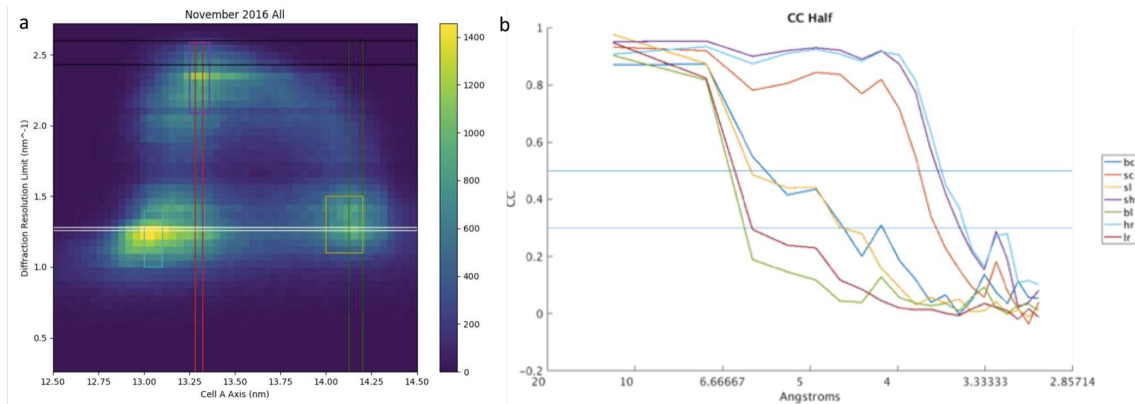 a
November 2016 All
Diffraction Resolution Limit (nm^-1)
2.5
2.0
1.5
1.0
0.5
12.50 12.75 13.00 13.25 13.50 13.75 14.00 14.25 14.50
Cell A Axis (nm)
1400
1200
1000
800
600
400
200
0
b
CC Half
CC
1
0.8
0.6
0.4
0.2
0
-0.2
20 10 6.66667 5 4 3.33333 2.85714
Angstroms
bc
sc
sl
sh
bl
hr
lr